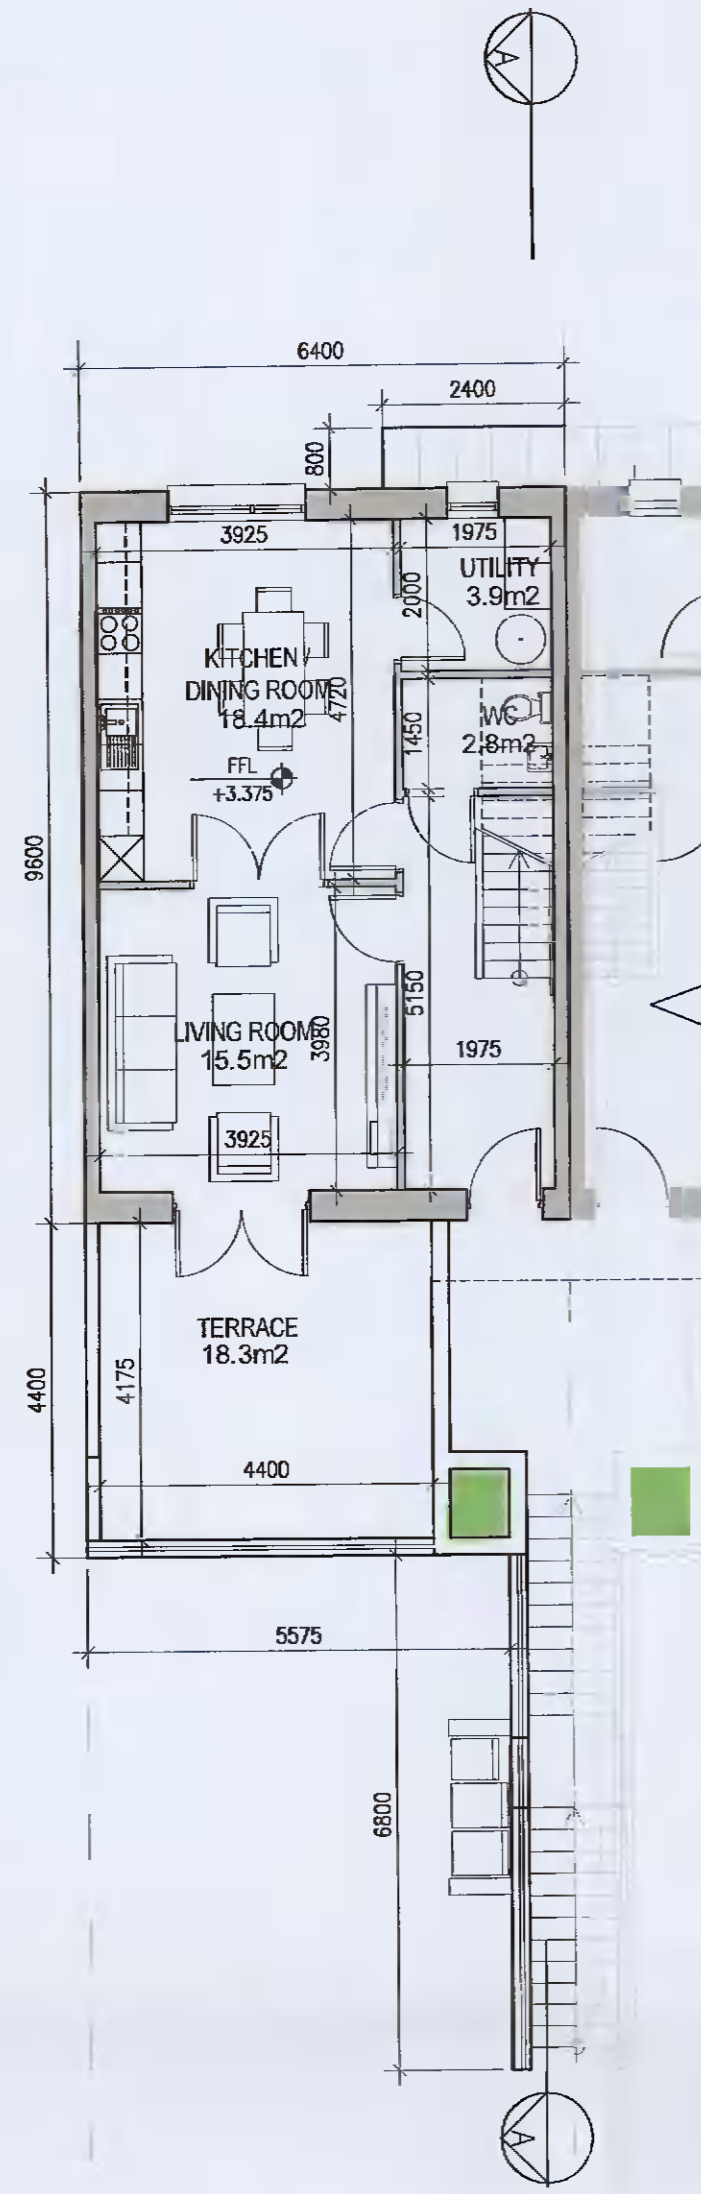 A
6400
2400
800
3925
1975
UTILITY
3.9m2
2000
KITCHEN /
DINING ROOM
18.4m2
4720
WC
2.8m2
1450
FFL
+3.375
9600
LIVING ROOM
15.5m2
3980
5150
1975
3925
TERRACE
18.3m2
4175
4400
4400
5575
6800
A